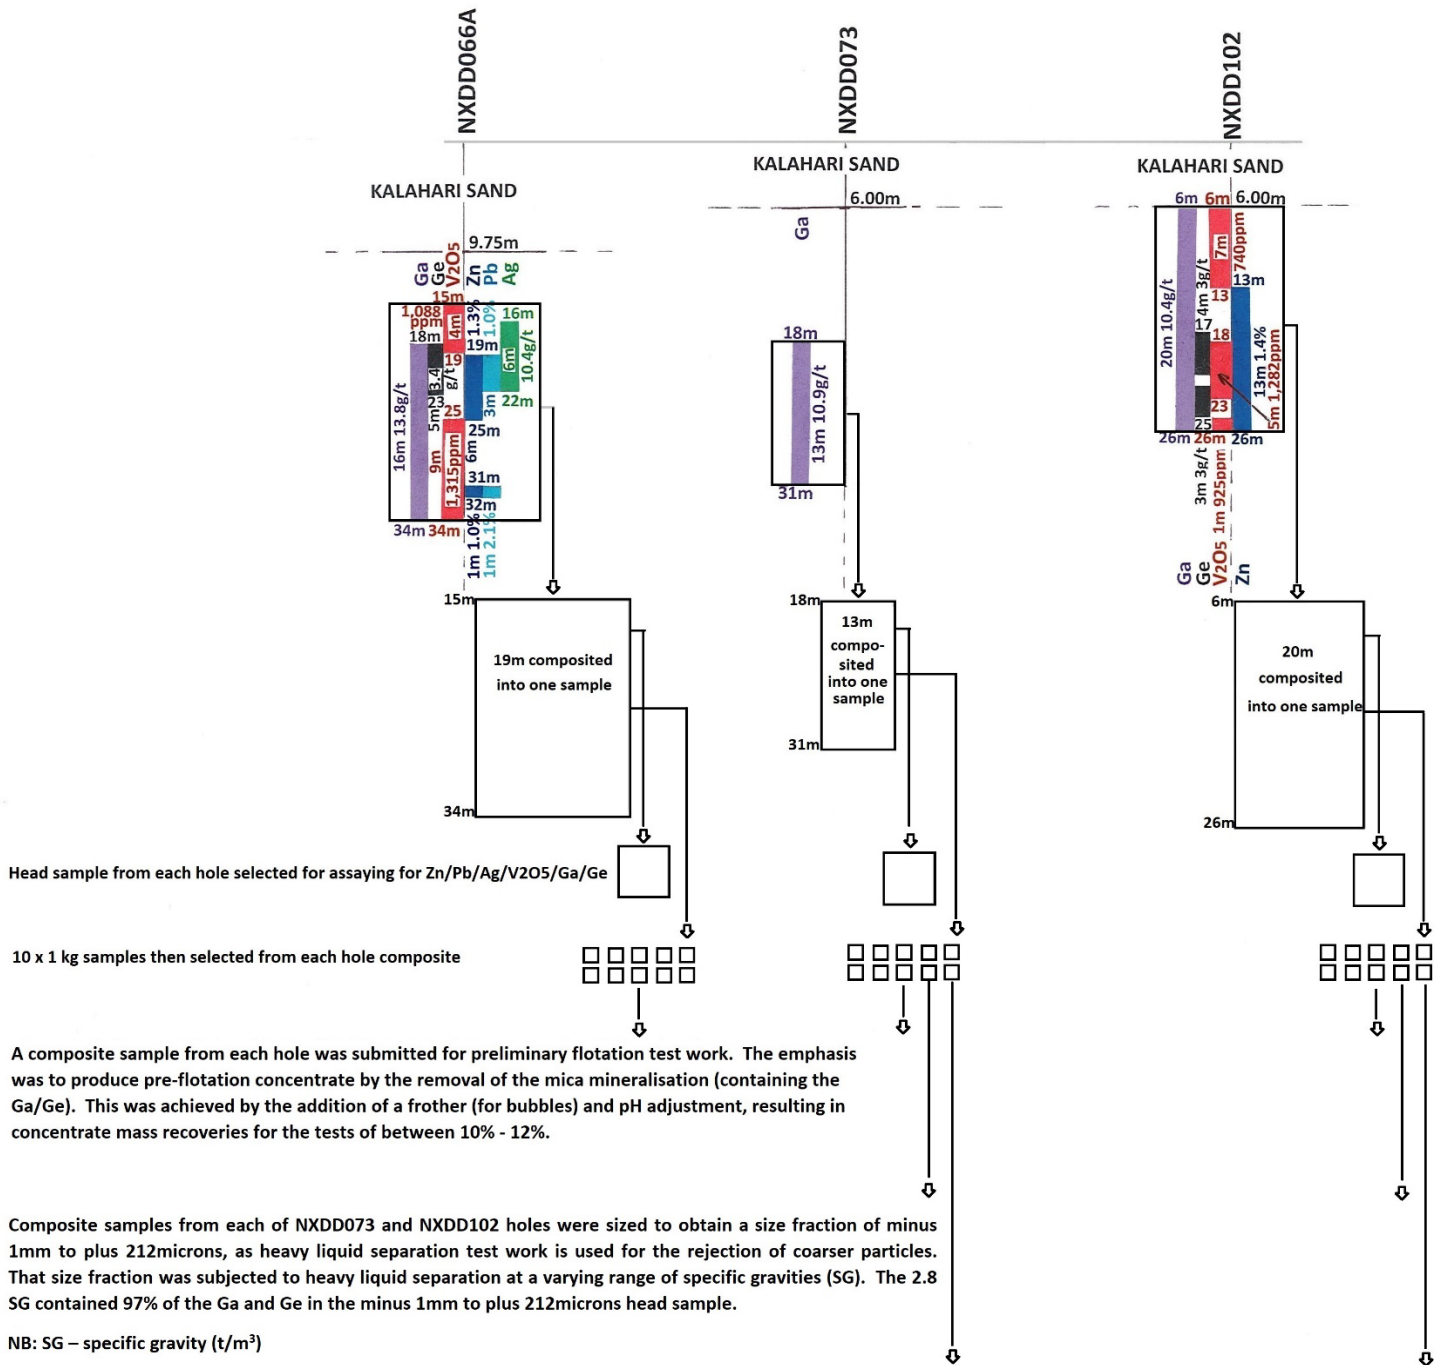 NXDD066A
NXDD073
NXDD102
KALAHARI SAND
KALAHARI SAND
KALAHARI SAND
9.75m
Ga
Ge
V2O5
Zn
Pb
Ag
15m
1,088
ppm
4m
1.3%
1.0%
16m
18m
19
19m
6m
10.4g/t
3.4
g/t
22m
16m 13.8g/t
23
5m
25
3m
25m
9m
1,315ppm
6m
31m
32m
34m
34m
1m 1.0%
1m 2.1%
6.00m
Ga
18m
13m 10.9g/t
31m
6m
6m
6.00m
7m
740ppm
4m 3g/t
13
13m
20m 10.4g/t
17
18
13m 1.4%
5m 1,282ppm
23
25
26m
26m
26m
3m 3g/t
1m 925ppm
Ga
Ge
V2O5
Zn
15m
19m composited
into one sample
34m
18m
13m
compo-
sited
into one
sample
31m
6m
20m
composited
into one sample
26m
Head sample from each hole selected for assaying for Zn/Pb/Ag/V2O5/Ga/Ge
10 x 1 kg samples then selected from each hole composite
A composite sample from each hole was submitted for preliminary flotation test work. The emphasis
was to produce pre-flotation concentrate by the removal of the mica mineralisation (containing the
Ga/Ge). This was achieved by the addition of a frother (for bubbles) and pH adjustment, resulting in
concentrate mass recoveries for the tests of between 10% - 12%.
Composite samples from each of NXDD073 and NXDD102 holes were sized to obtain a size fraction of minus
1mm to plus 212microns, as heavy liquid separation test work is used for the rejection of coarser particles.
That size fraction was subjected to heavy liquid separation at a varying range of specific gravities (SG). The 2.8
SG contained 97% of the Ga and Ge in the minus 1mm to plus 212microns head sample.
NB: SG – specific gravity (t/m³)